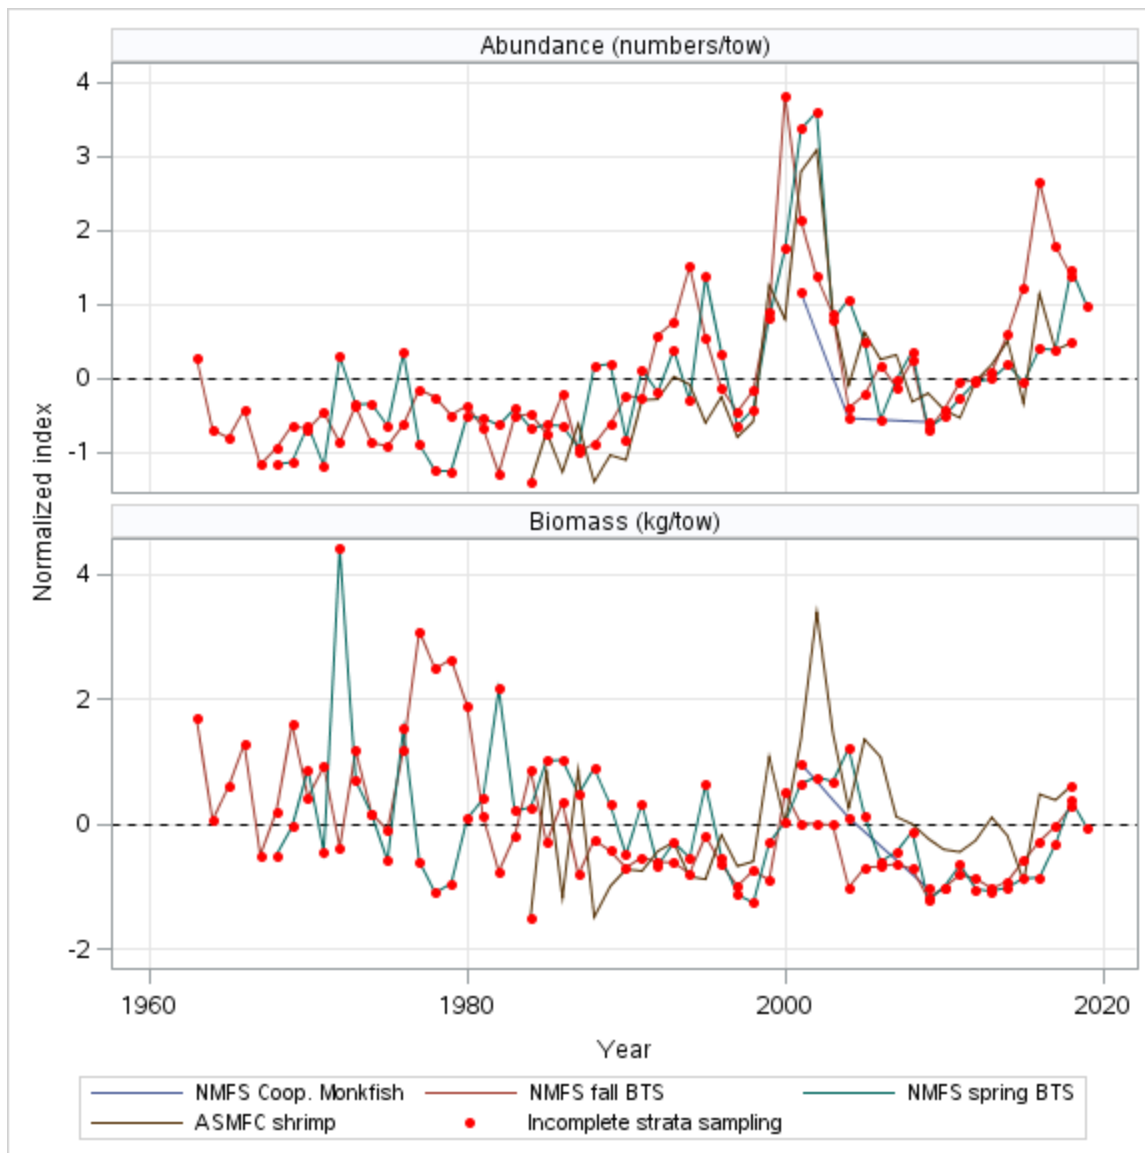 Abundance (numbers/tow)
4
3
2
1
0
-1
Biomass (kg/tow)
4
2
0
-2
Normalized index
1960 1980 2000 2020
Year
NMFS Coop. Monkfish NMFS fall BTS NMFS spring BTS
ASMFC shrimp Incomplete strata sampling